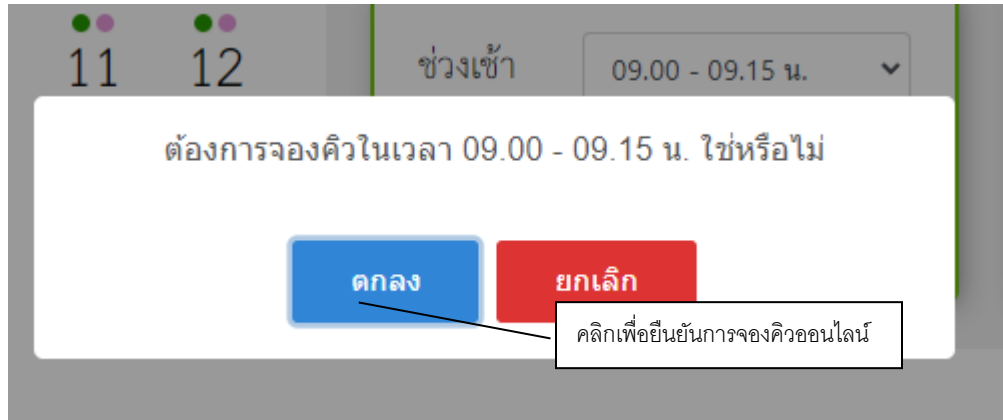 11 12
ช่วงเช้า 09.00 - 09.15 น.
ต้องการจองคิวในเวลา 09.00 - 09.15 น. ใช่หรือไม่
ตกลง ยกเลิก
คลิกเพื่อยืนยันการจองคิวออนไลน์